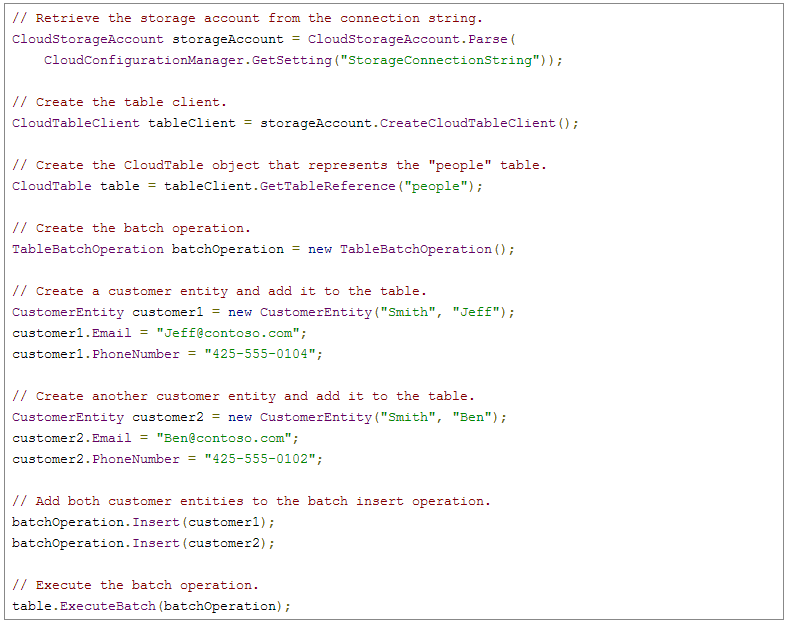 // Retrieve the storage account from the connection string.
CloudStorageAccount storageAccount = CloudStorageAccount.Parse(
    CloudConfigurationManager.GetSetting("StorageConnectionString"));

// Create the table client.
CloudTableClient tableClient = storageAccount.CreateCloudTableClient();

// Create the CloudTable object that represents the "people" table.
CloudTable table = tableClient.GetTableReference("people");

// Create the batch operation.
TableBatchOperation batchOperation = new TableBatchOperation();

// Create a customer entity and add it to the table.
CustomerEntity customer1 = new CustomerEntity("Smith", "Jeff");
customer1.Email = "Jeff@contoso.com";
customer1.PhoneNumber = "425-555-0104";

// Create another customer entity and add it to the table.
CustomerEntity customer2 = new CustomerEntity("Smith", "Ben");
customer2.Email = "Ben@contoso.com";
customer2.PhoneNumber = "425-555-0102";

// Add both customer entities to the batch insert operation.
batchOperation.Insert(customer1);
batchOperation.Insert(customer2);

// Execute the batch operation.
table.ExecuteBatch(batchOperation);